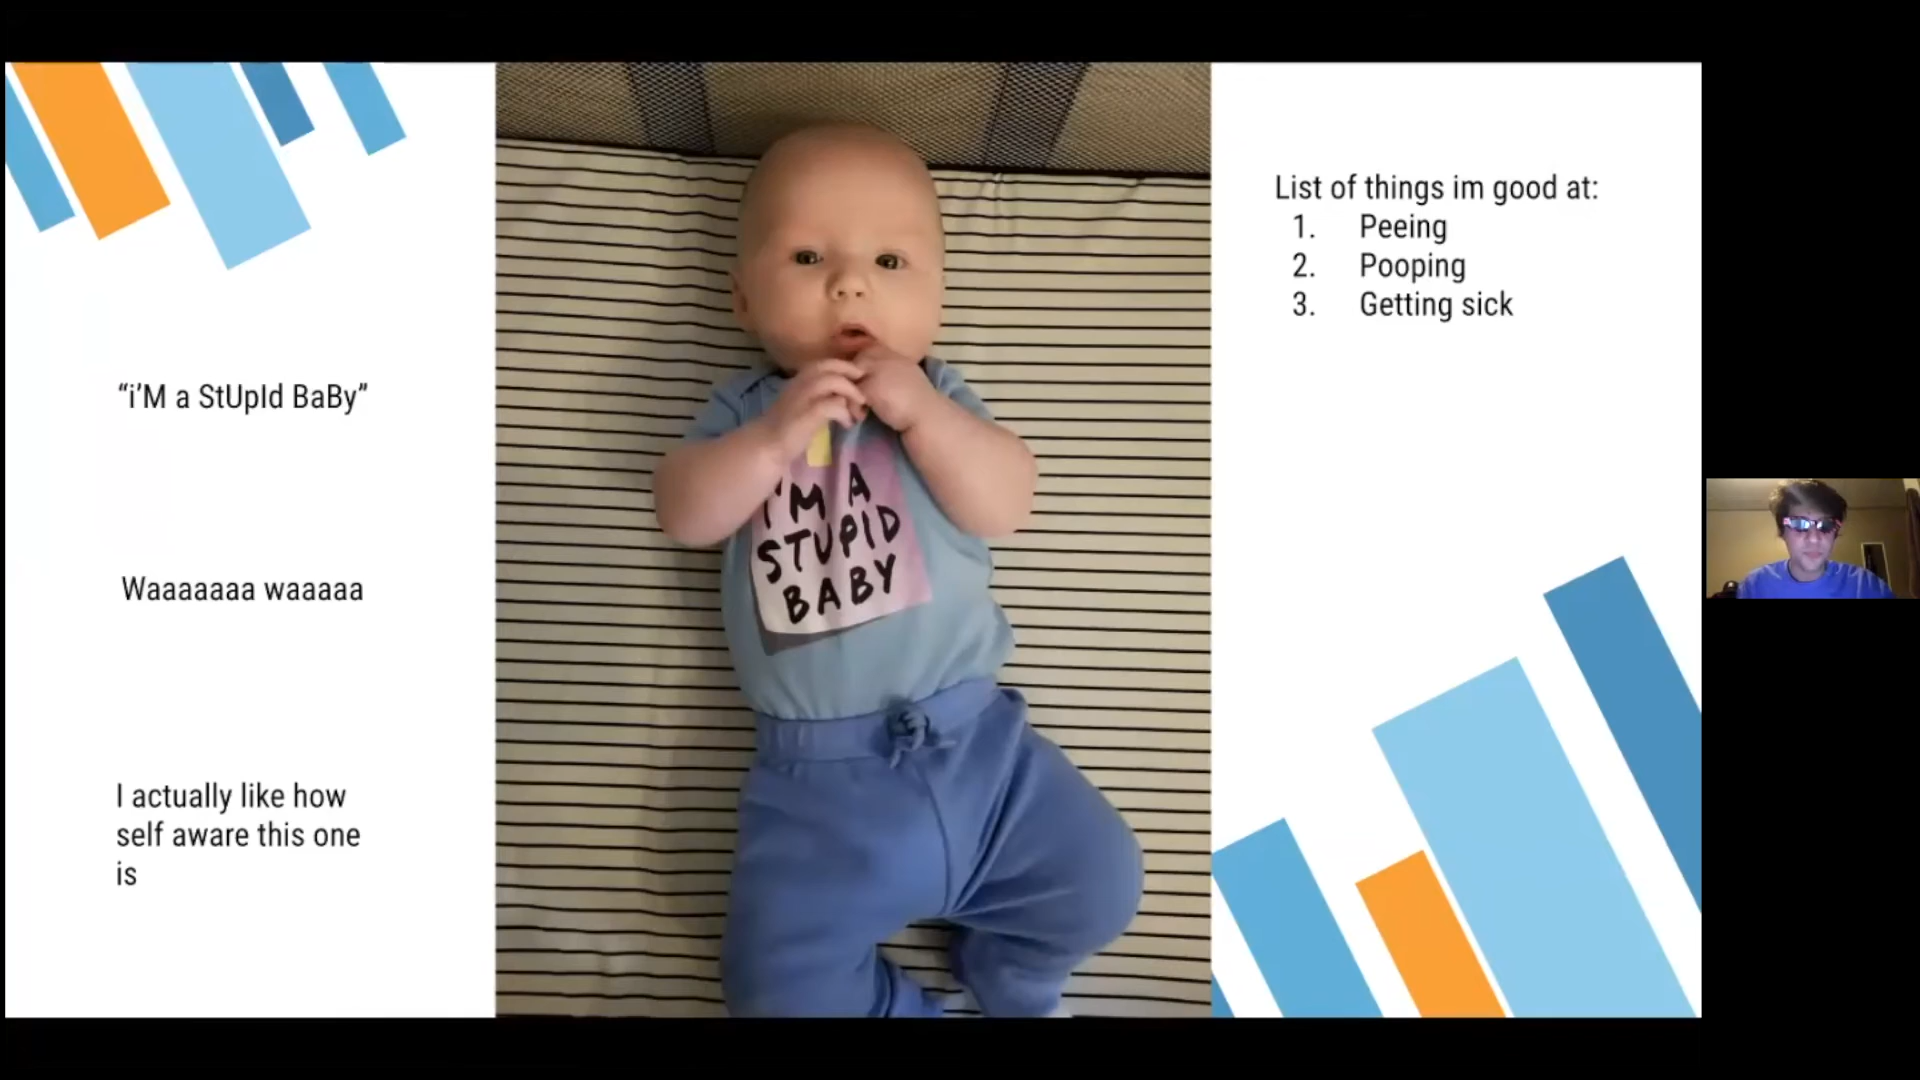 “i’M a StUpId BaBy”
Waaaaaaa waaaaa
I actually like how
self aware this one
is
I'M A
STUPID
BABY
List of things im good at:
1. Peeing
2. Pooping
3. Getting sick